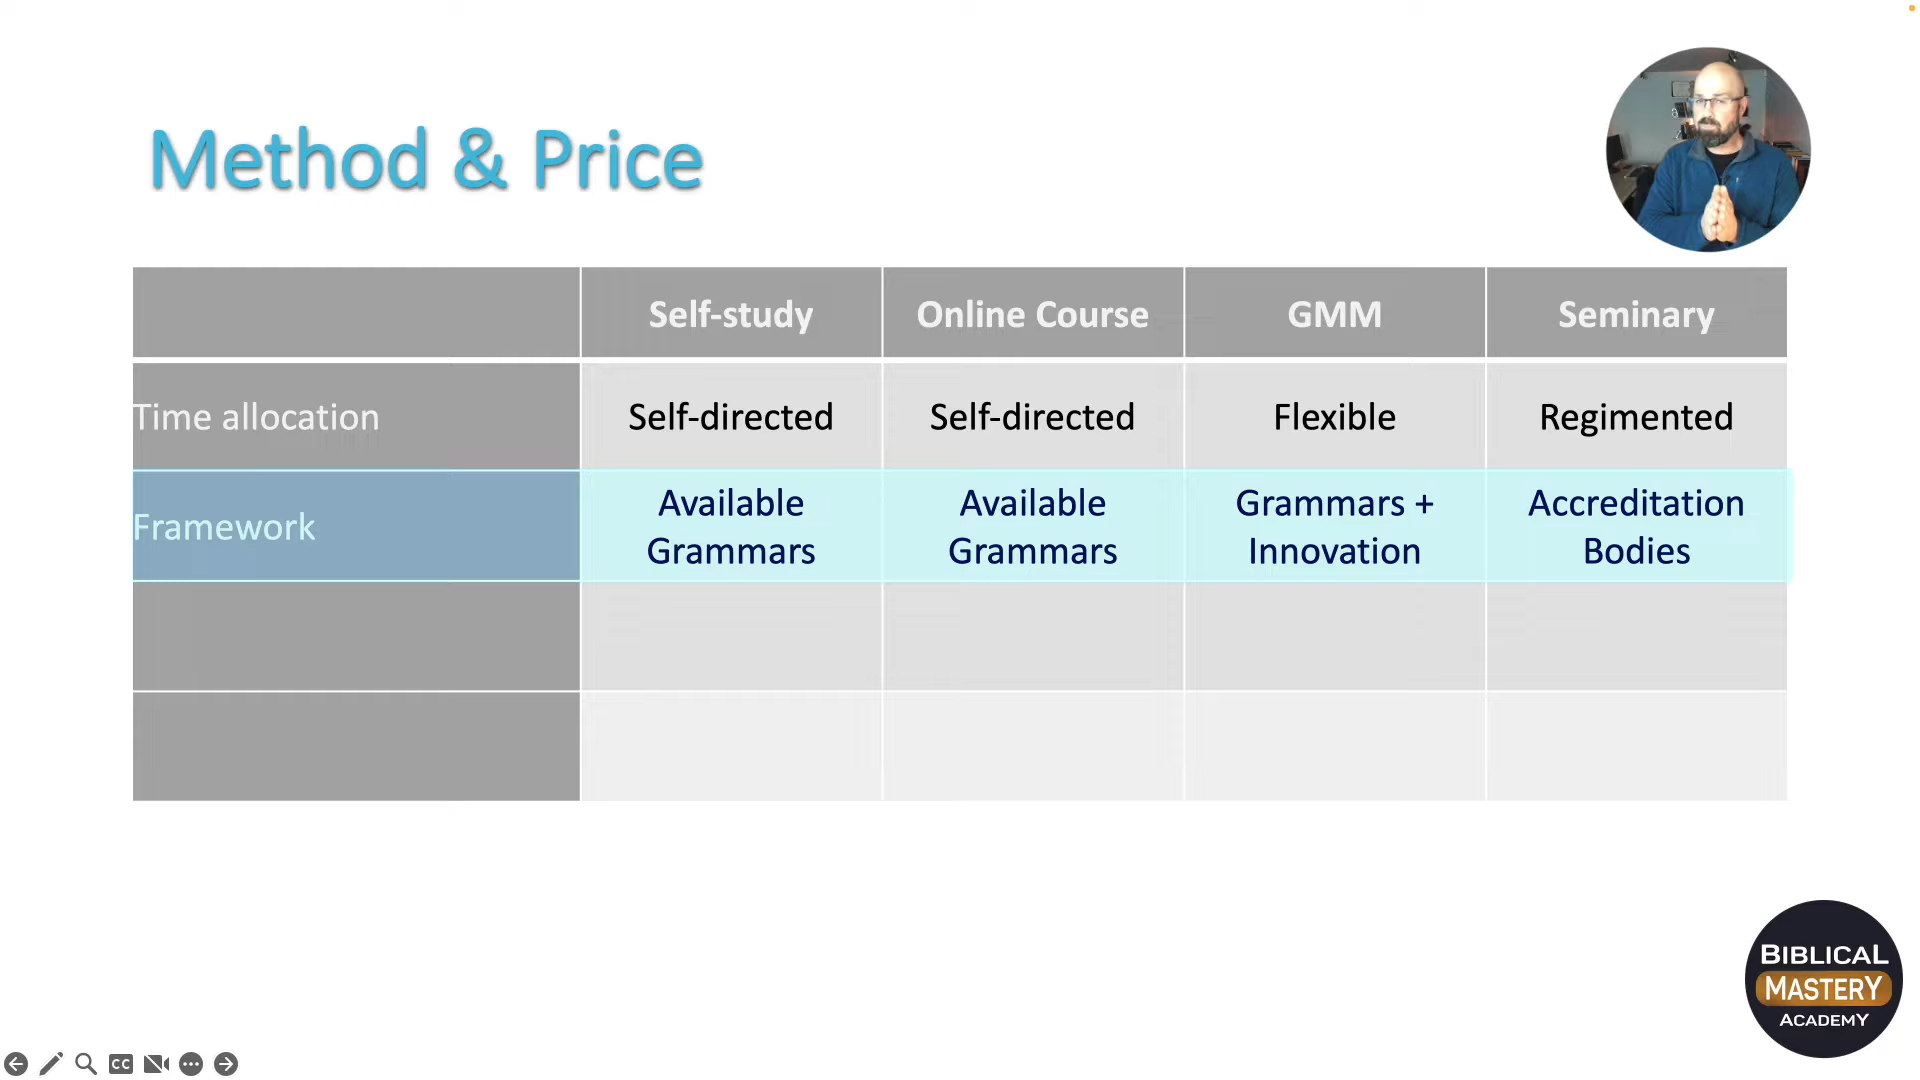 Method & Price
Self-study
Online Course
GMM
Seminary
Time allocation
Self-directed
Self-directed
Flexible
Regimented
Framework
Available
Grammars
Available
Grammars
Grammars +
Innovation
Accreditation
Bodies
BIBLICAL
MASTERY
ACADEMY
CC